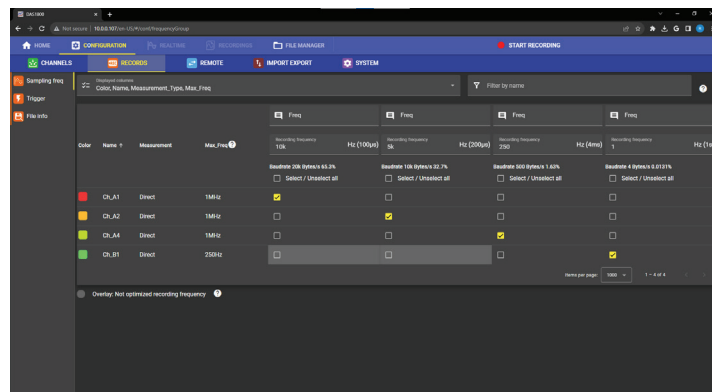 DAS1800
Not secure 10.0.0.107/en-US/#/conf/frequencyGroup
HOME CONFIGURATION REALTIME RECORDINGS FILE MANAGER START RECORDING
CHANNELS RECORDS REMOTE IMPORT EXPORT SYSTEM
Sampling freq
Trigger
File info
Displayed columns
Color, Name, Measurement_Type, Max_Freq
Filter by name
Color Name ↑ Measurement Max_Freq
Freq Freq Freq Freq
Recording frequency Recording frequency Recording frequency Recording frequency
10k Hz (100µs) 5k Hz (200µs) 250 Hz (4ms) 1 Hz (1s
Baudrate 20k Bytes/s 65.3% Baudrate 10k Bytes/s 32.7% Baudrate 500 Bytes/s 1.63% Baudrate 4 Bytes/s 0.0131%
Select / Unselect all Select / Unselect all Select / Unselect all Select / Unselect all
Ch_A1 Direct 1MHz
Ch_A2 Direct 1MHz
Ch_A4 Direct 1MHz
Ch_B1 Direct 250Hz
Items per page: 1000 1 – 4 of 4
Overlay: Not optimized recording frequency